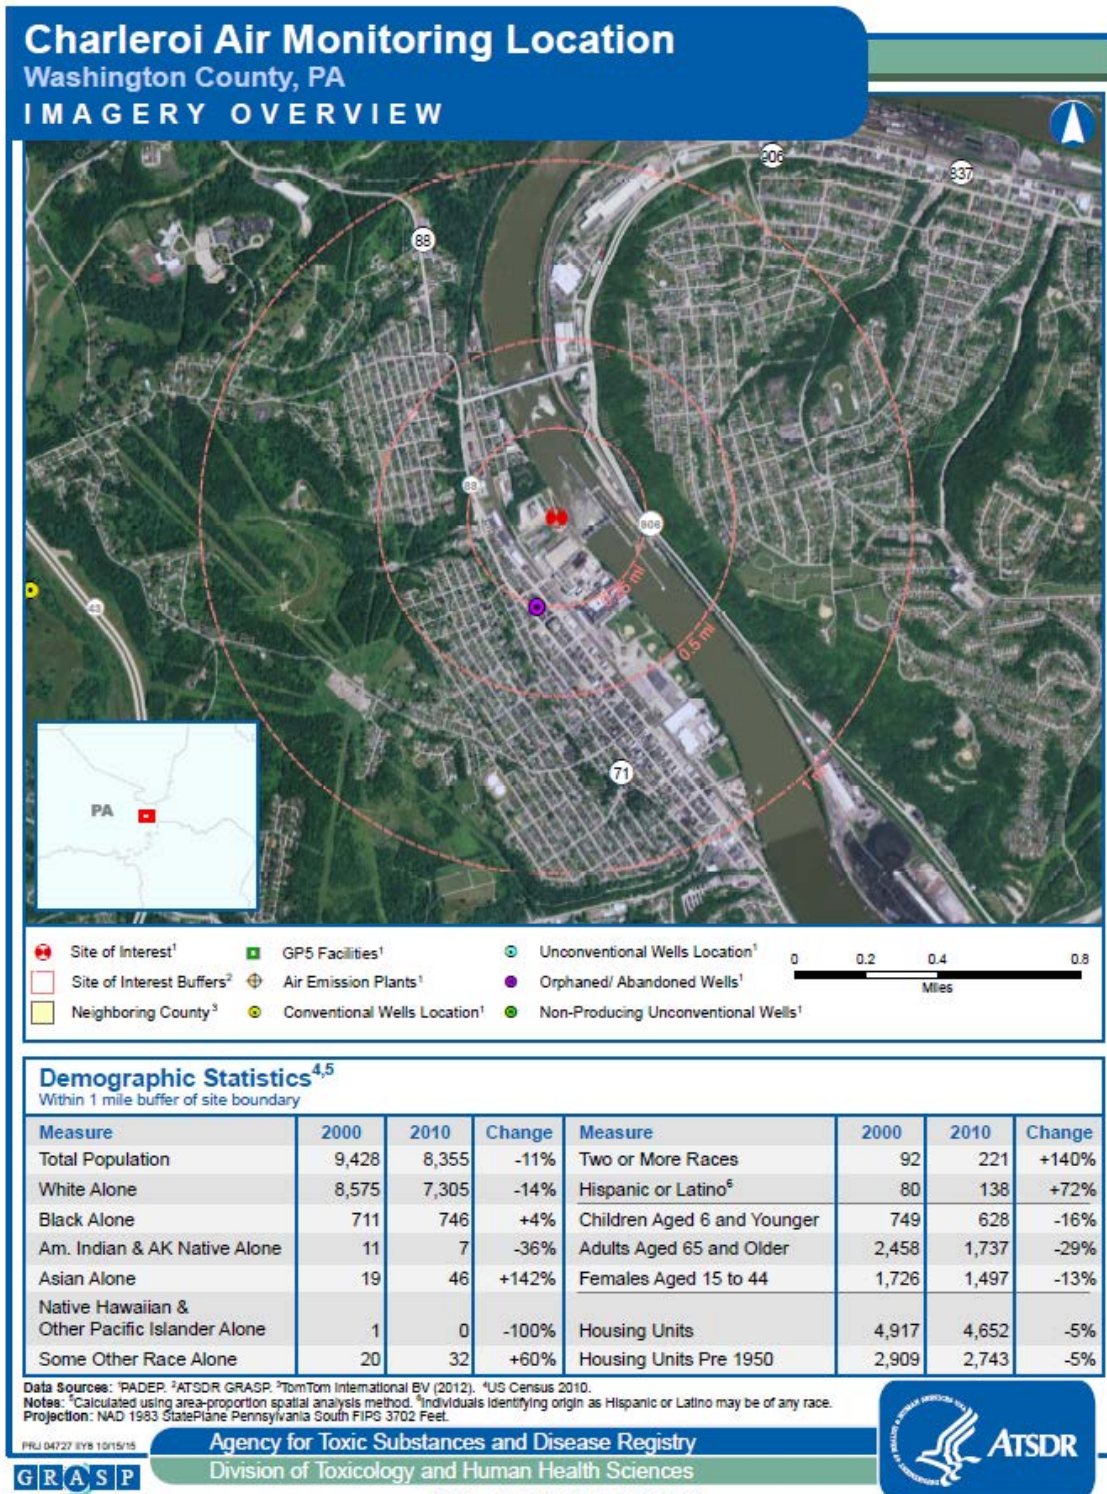 Charleroi Air Monitoring Location
Washington County, PA
IMAGERY OVERVIEW
906
837
88
88
906
43
0.25 mi
0.5 mi
71
1 mi
PA
Site of Interest¹
GP5 Facilities¹
Unconventional Wells Location¹
0 0.2 0.4 0.8
Miles
Site of Interest Buffers²
Air Emission Plants¹
Orphaned/ Abandoned Wells¹
Neighboring County³
Conventional Wells Location¹
Non-Producing Unconventional Wells¹
Demographic Statistics⁴,⁵
Within 1 mile buffer of site boundary
Measure 2000 2010 Change Measure 2000 2010 Change
Total Population 9,428 8,355 -11% Two or More Races 92 221 +140%
White Alone 8,575 7,305 -14% Hispanic or Latino⁶ 80 138 +72%
Black Alone 711 746 +4% Children Aged 6 and Younger 749 628 -16%
Am. Indian & AK Native Alone 11 7 -36% Adults Aged 65 and Older 2,458 1,737 -29%
Asian Alone 19 46 +142% Females Aged 15 to 44 1,726 1,497 -13%
Native Hawaiian &
Other Pacific Islander Alone 1 0 -100% Housing Units 4,917 4,652 -5%
Some Other Race Alone 20 32 +60% Housing Units Pre 1950 2,909 2,743 -5%
Data Sources: ¹PADEP. ²ATSDR GRASP. ³TomTom International BV (2012). ⁴US Census 2010.
Notes: ⁵Calculated using area-proportion spatial analysis method. ⁶Individuals identifying origin as Hispanic or Latino may be of any race.
Projection: NAD 1983 StatePlane Pennsylvania South FIPS 3702 Feet.
PRJ 04727 IY8 10/15/15
Agency for Toxic Substances and Disease Registry
GRASP
Division of Toxicology and Human Health Sciences
ATSDR